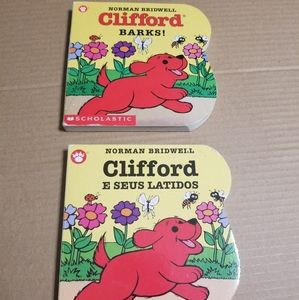 NORMAN BRIDWELL
Clifford®
BARKS!
SCHOLASTIC
NORMAN BRIDWELL
Clifford
E SEUS LATIDOS